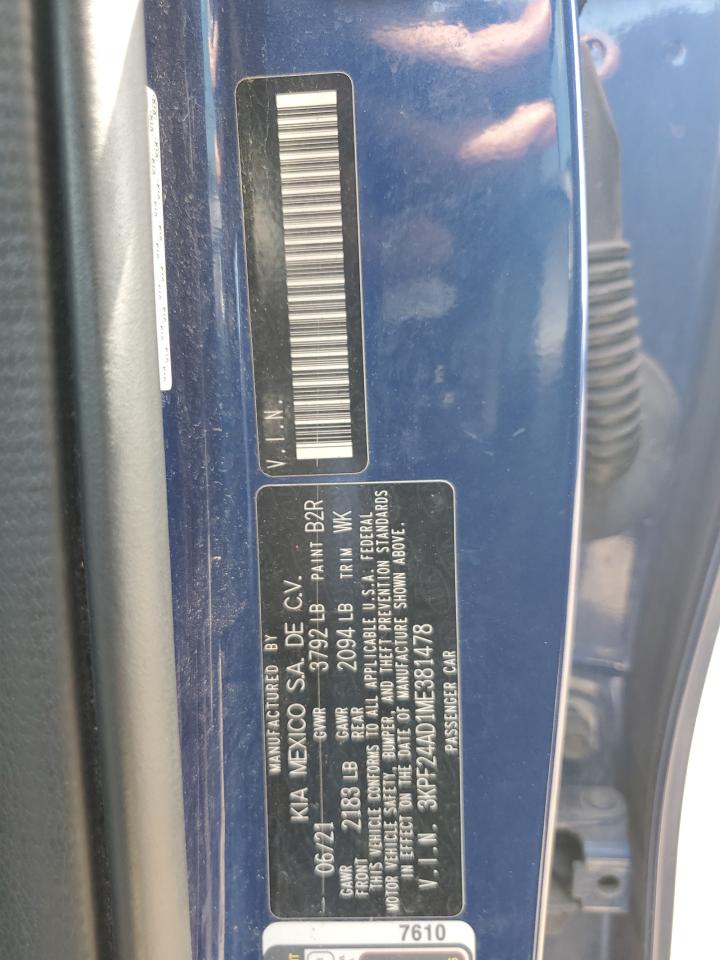 V.I.N.
MANUFACTURED BY
KIA MEXICO S.A. DE C.V.
06/21 GVWR 3792 LB PAINT B2R
GAWR FRONT 2183 LB GAWR REAR 2094 LB TRIM WK
THIS VEHICLE CONFORMS TO ALL APPLICABLE U.S.A. FEDERAL
MOTOR VEHICLE SAFETY, BUMPER, AND THEFT PREVENTION STANDARDS
IN EFFECT ON THE DATE OF MANUFACTURE SHOWN ABOVE.
V.I.N. 3KPF24AD1ME381478
PASSENGER CAR
7610